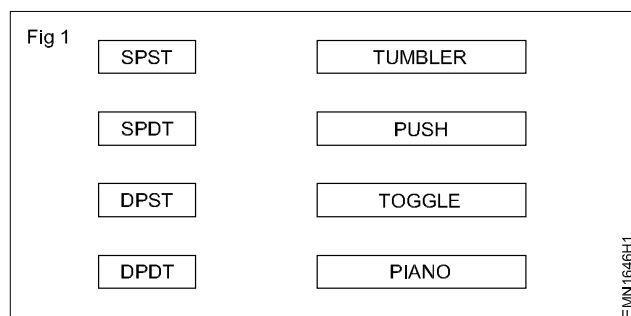 Fig 1
SPST TUMBLER
SPDT PUSH
DPST TOGGLE
DPDT PIANO
EMN1646H1